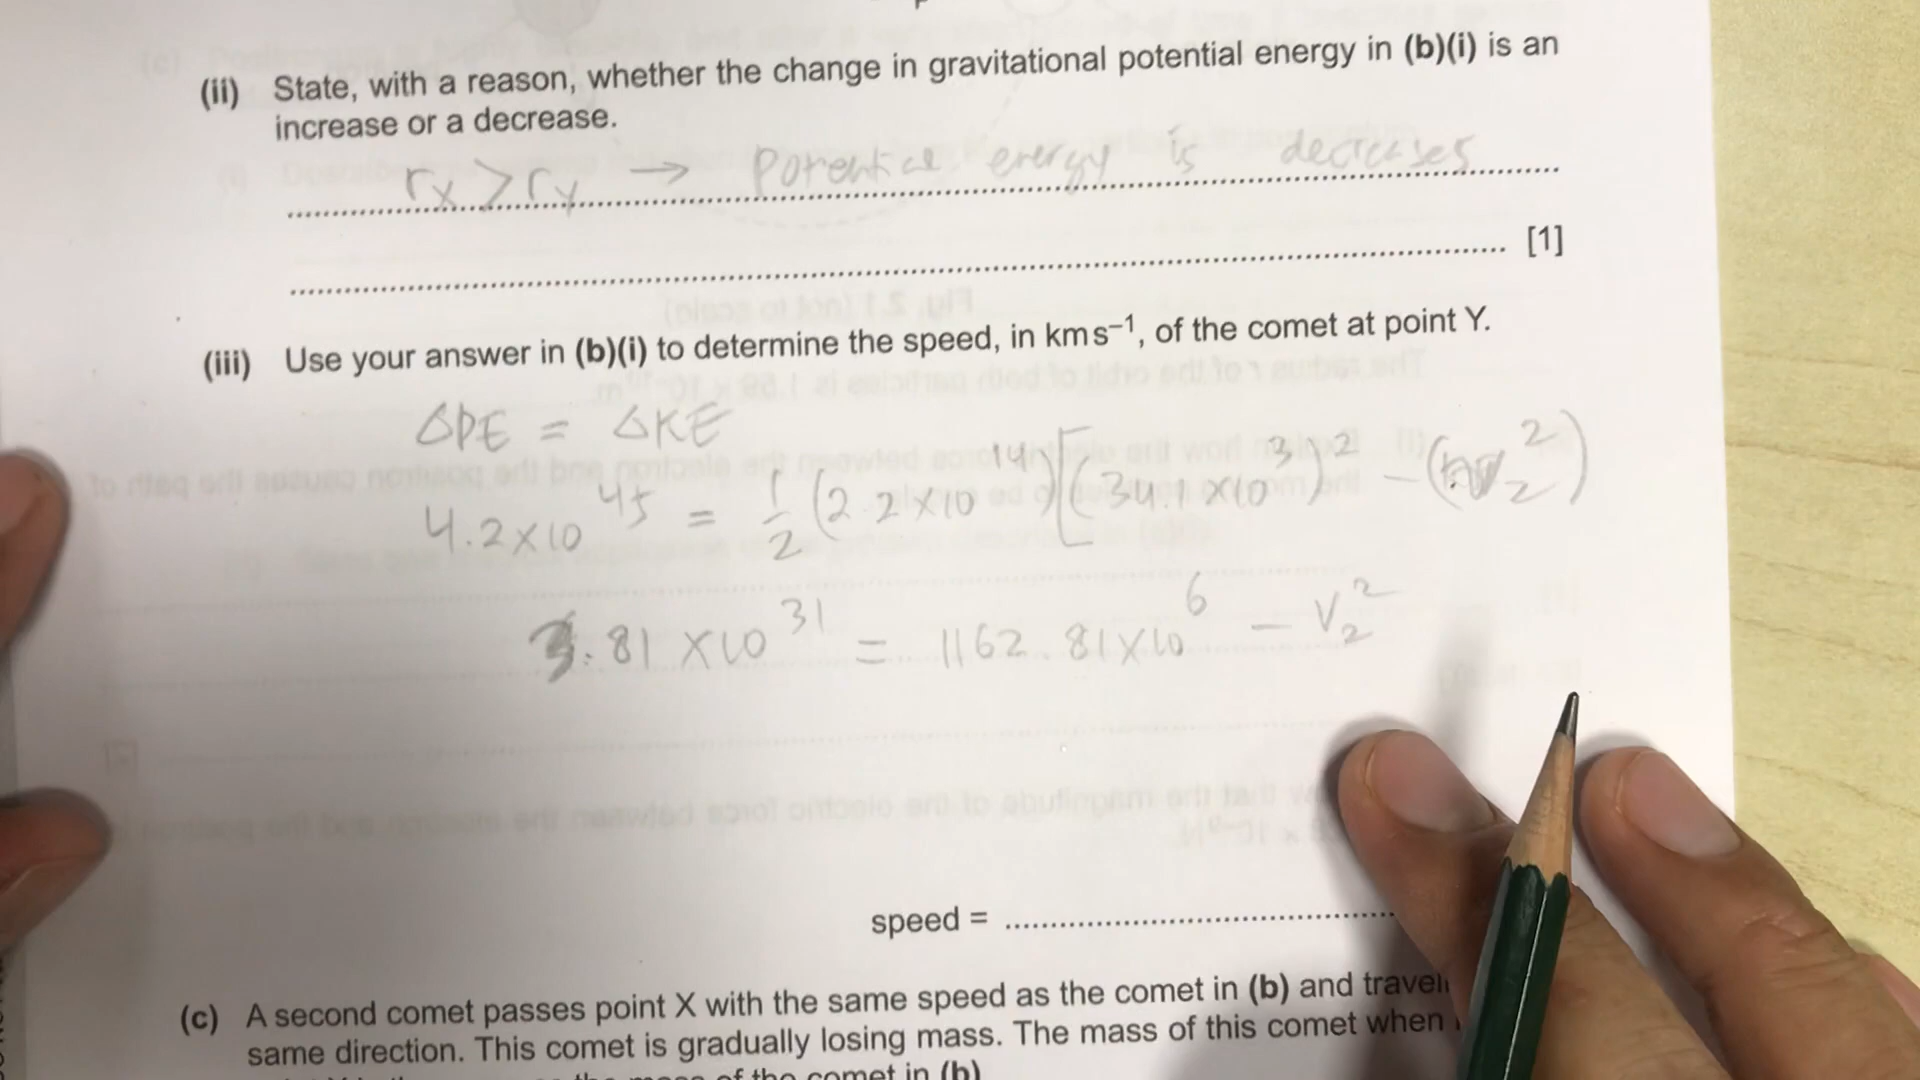 (ii) State, with a reason, whether the change in gravitational potential energy in (b)(i) is an
increase or a decrease.
rx > ry → Potential energy is decreases
[1]
(iii) Use your answer in (b)(i) to determine the speed, in km s⁻¹, of the comet at point Y.
ΔPE = ΔKE
4.2×10⁴⁵ = 1/2 (2.2×10¹⁴)[(34.1×10³)² − (v₂²)
3.81 ×10³¹ = 1162.81×10⁶ − V₂²
speed =
(c) A second comet passes point X with the same speed as the comet in (b) and
same direction. This comet is gradually losing mass. The mass of this comet when
of the comet in (b)